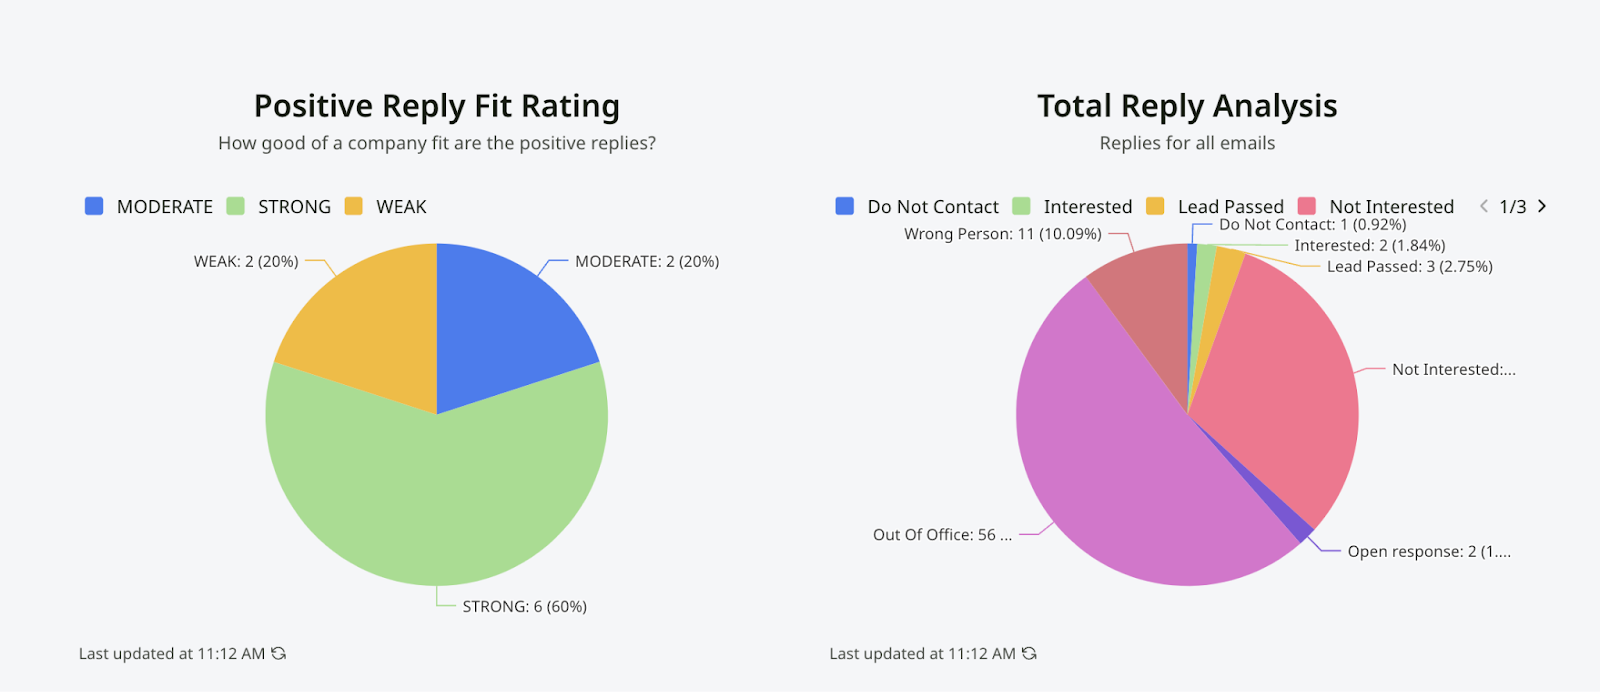 Positive Reply Fit Rating
How good of a company fit are the positive replies?
MODERATE STRONG WEAK
WEAK: 2 (20%)
MODERATE: 2 (20%)
STRONG: 6 (60%)
Last updated at 11:12 AM
Total Reply Analysis
Replies for all emails
Do Not Contact Interested Lead Passed Not Interested 1/3
Do Not Contact: 1 (0.92%)
Wrong Person: 11 (10.09%)
Interested: 2 (1.84%)
Lead Passed: 3 (2.75%)
Not Interested:...
Out Of Office: 56 ...
Open response: 2 (1....
Last updated at 11:12 AM